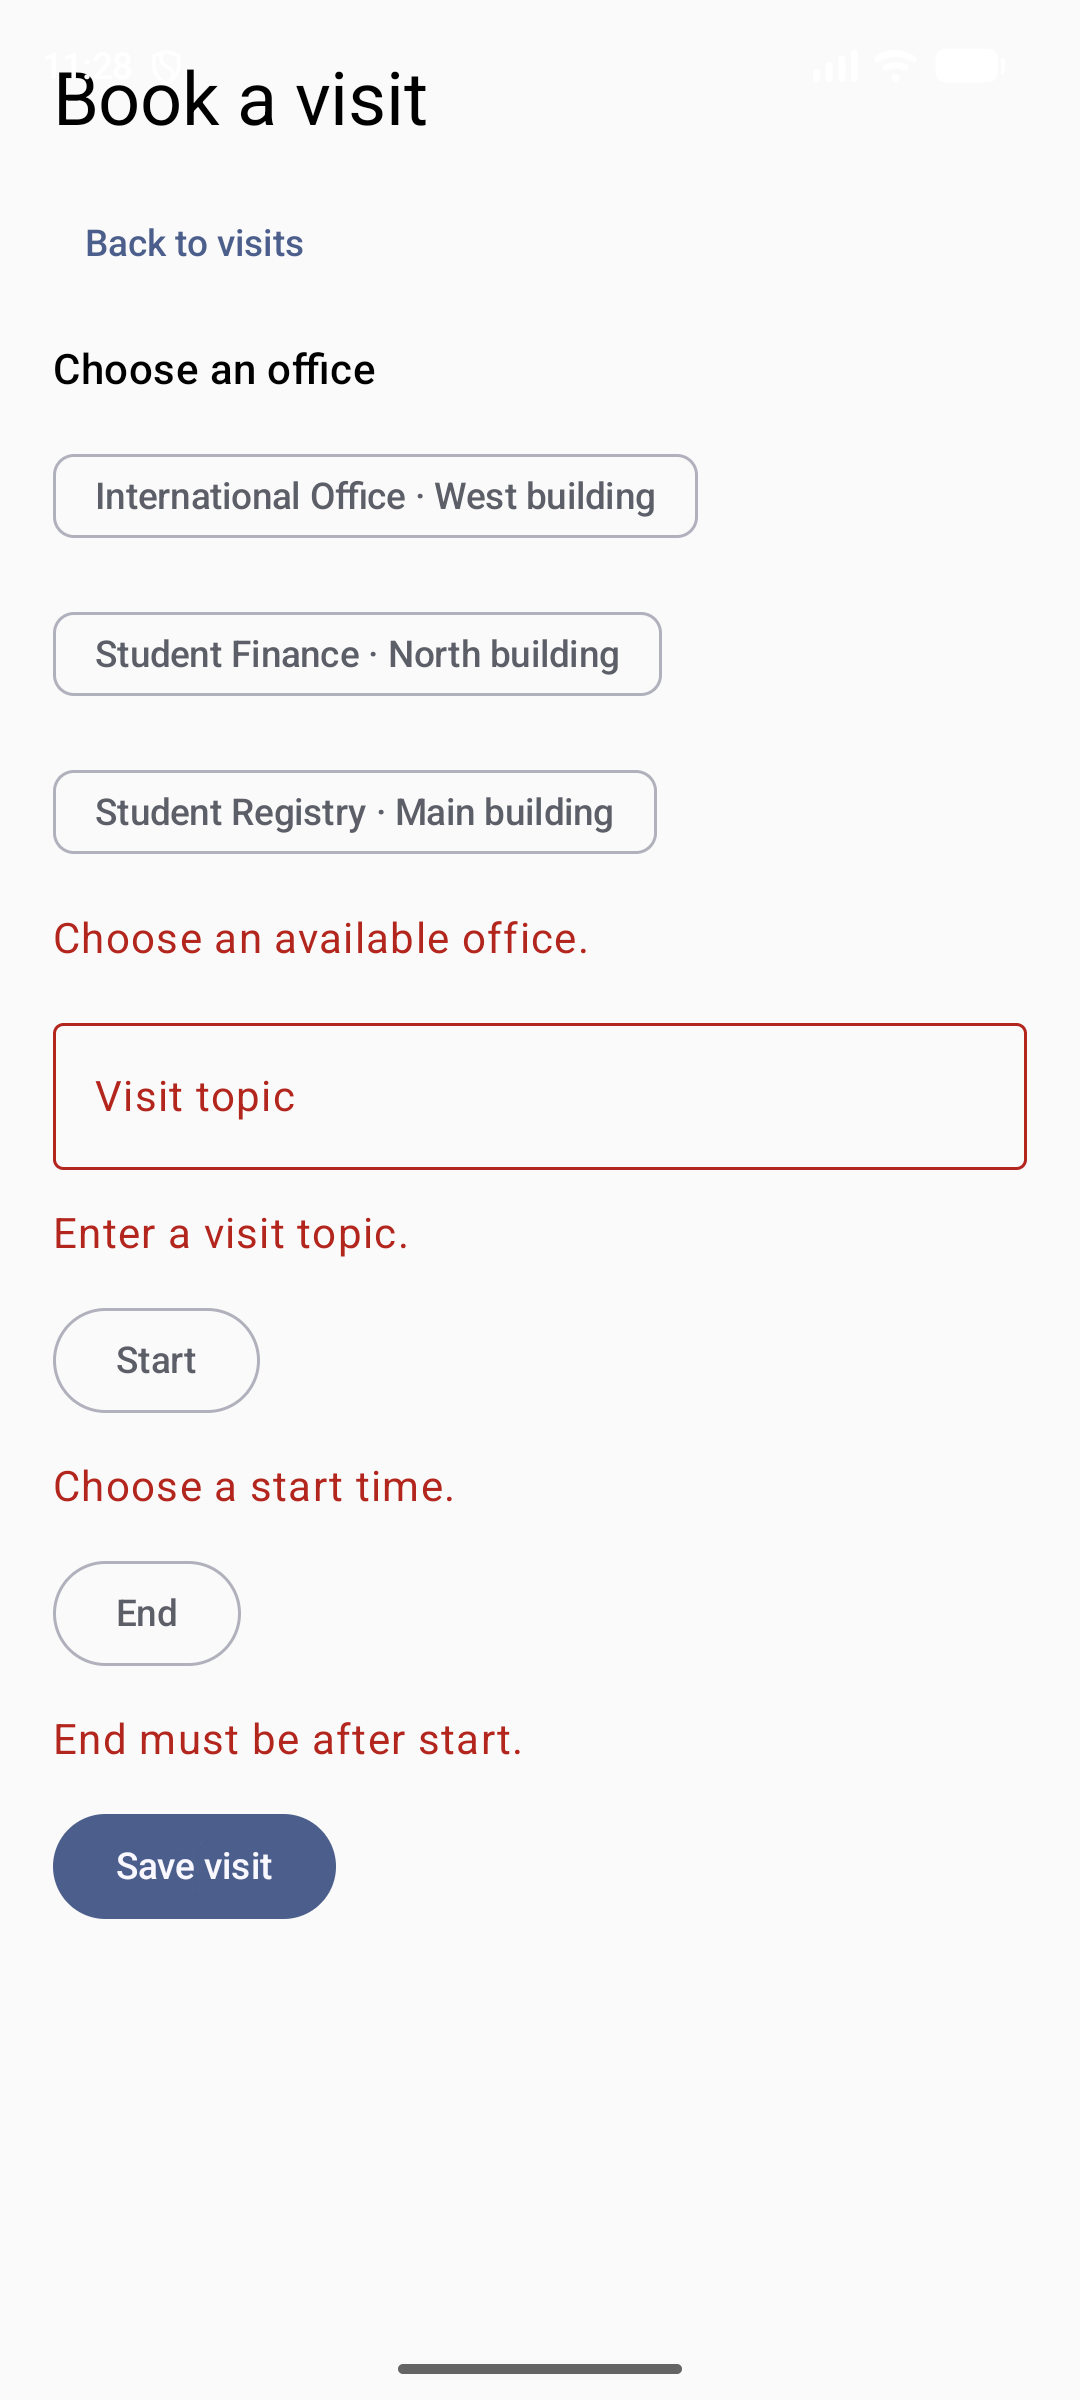 11:28
Book a visit
Back to visits
Choose an office
International Office · West building
Student Finance · North building
Student Registry · Main building
Choose an available office.
Visit topic
Enter a visit topic.
Start
Choose a start time.
End
End must be after start.
Save visit